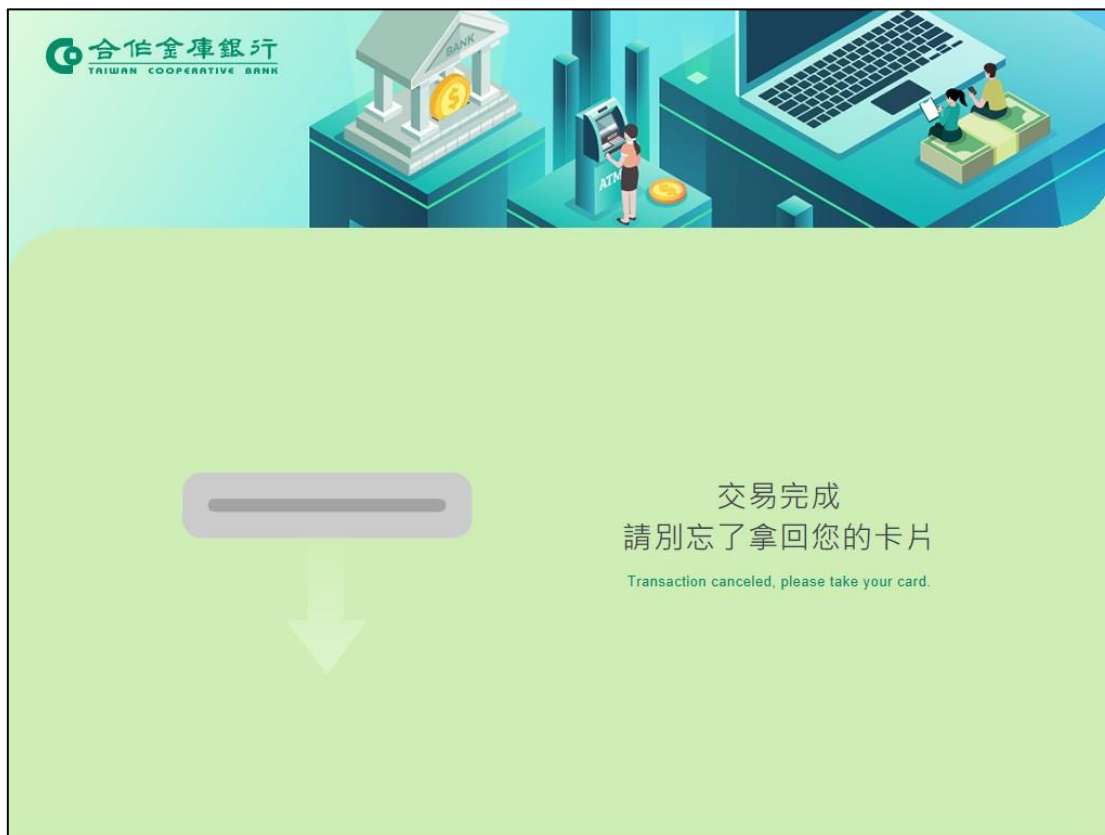 合作金庫銀行
TAIWAN COOPERATIVE BANK
BANK
ATM
交易完成
請別忘了拿回您的卡片
Transaction canceled, please take your card.